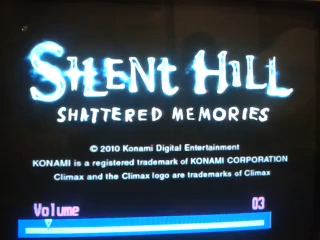 SILENT HILL
SHATTERED MEMORIES
© 2010 Konami Digital Entertainment
KONAMI is a registered trademark of KONAMI CORPORATION
Climax and the Climax logo are trademarks of Climax
Volume 03